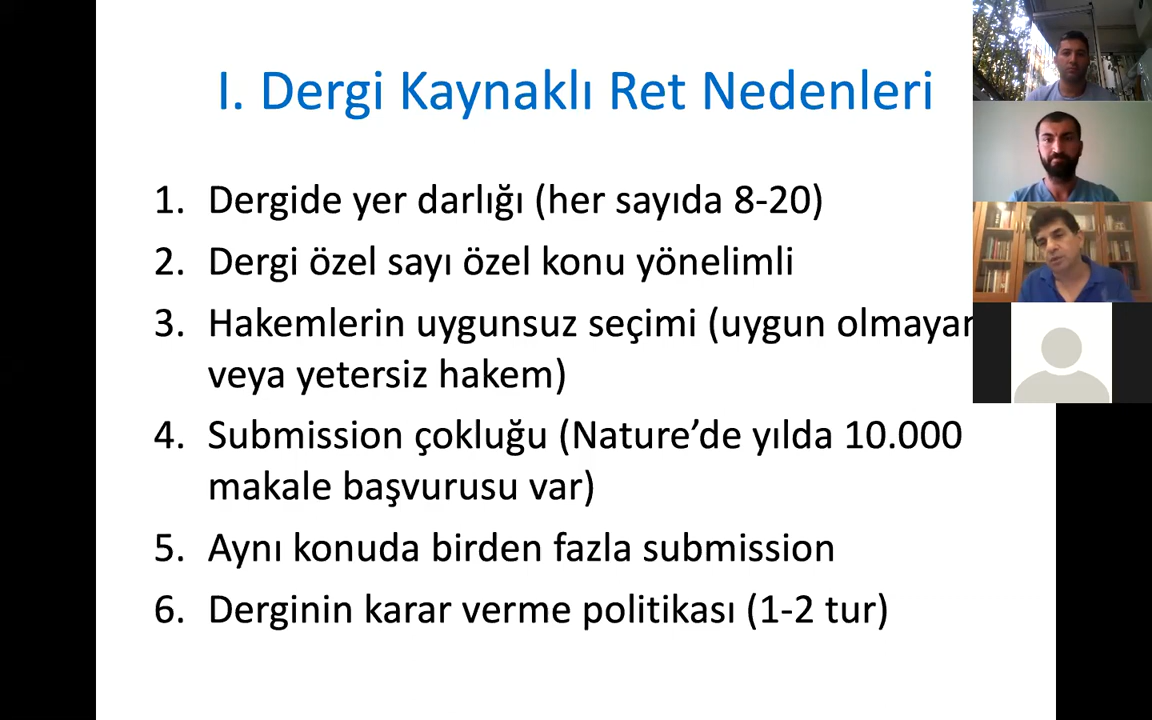 I. Dergi Kaynaklı Ret Nedenleri
1. Dergide yer darlığı (her sayıda 8-20)
2. Dergi özel sayı özel konu yönelimli
3. Hakemlerin uygunsuz seçimi (uygun olmayan
veya yetersiz hakem)
4. Submission çokluğu (Nature’de yılda 10.000
makale başvurusu var)
5. Aynı konuda birden fazla submission
6. Derginin karar verme politikası (1-2 tur)